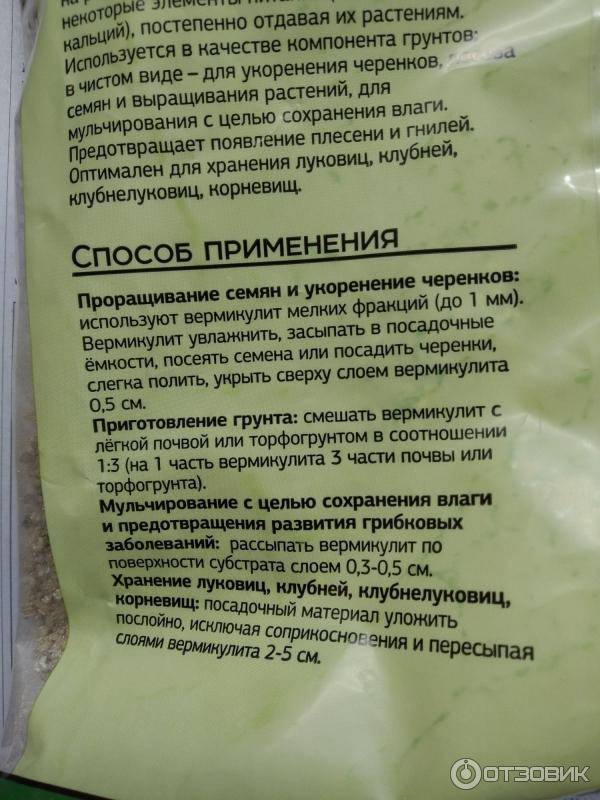 некоторые элементы
кальций), постепенно отдавая их растениям.
Используется в качестве компонента грунтов:
в чистом виде – для укоренения черенков,
семян и выращивания растений, для
мульчирования с целью сохранения влаги.
Предотвращает появление плесени и гнилей.
Оптимален для хранения луковиц, клубней,
клубнелуковиц, корневищ.
СПОСОБ ПРИМЕНЕНИЯ
Проращивание семян и укоренение черенков:
используют вермикулит мелких фракций (до 1 мм).
Вермикулит увлажнить, засыпать в посадочные
ёмкости, посеять семена или посадить черенки,
слегка полить, укрыть сверху слоем вермикулита
0,5 см.
Приготовление грунта: смешать вермикулит с
лёгкой почвой или торфогрунтом в соотношении
1:3 (на 1 часть вермикулита 3 части почвы или
торфогрунта).
Мульчирование с целью сохранения влаги
и предотвращения развития грибковых
заболеваний: рассыпать вермикулит по
поверхности субстрата слоем 0,3-0,5 см.
Хранение луковиц, клубней, клубнелуковиц,
корневищ: посадочный материал уложить
послойно, исключая соприкосновения и пересыпая
слоями вермикулита 2-5 см.
ОТЗОВИК